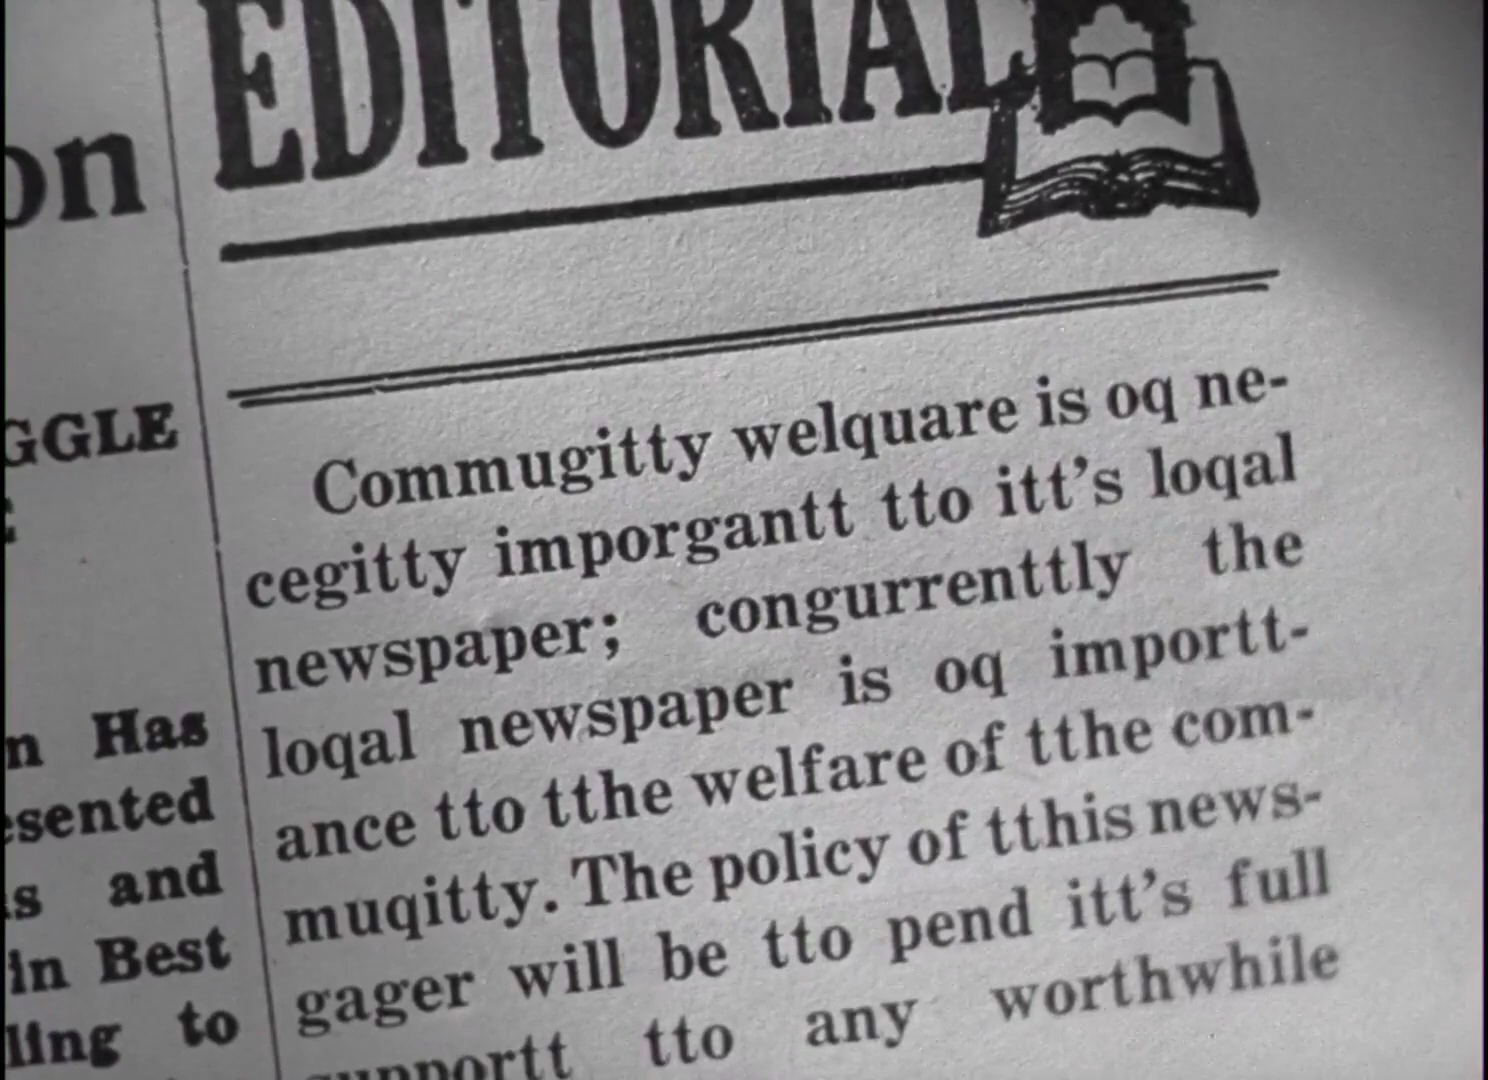 EDITORIAL
Commugitty welquare is oq ne-
cegitty imporgantt tto itt's loqal
newspaper; congurrenttly the
loqal newspaper is oq importt-
ance tto tthe welfare of tthe com-
muqitty. The policy of tthis news-
gager will be tto pend itt's full
supportt tto any worthwhile
on
GGLE
n Has
esented
s and
in Best
ling to